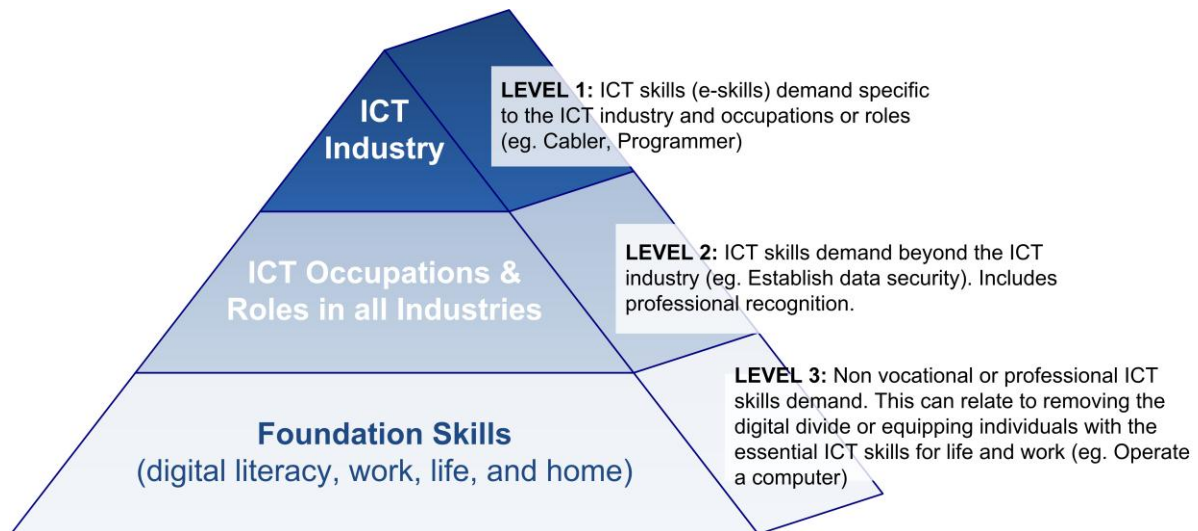 ICT
Industry
LEVEL 1: ICT skills (e-skills) demand specific
to the ICT industry and occupations or roles
(eg. Cabler, Programmer)
ICT Occupations &
Roles in all Industries
LEVEL 2: ICT skills demand beyond the ICT
industry (eg. Establish data security). Includes
professional recognition.
Foundation Skills
(digital literacy, work, life, and home)
LEVEL 3: Non vocational or professional ICT
skills demand. This can relate to removing the
digital divide or equipping individuals with the
essential ICT skills for life and work (eg. Operate
a computer)